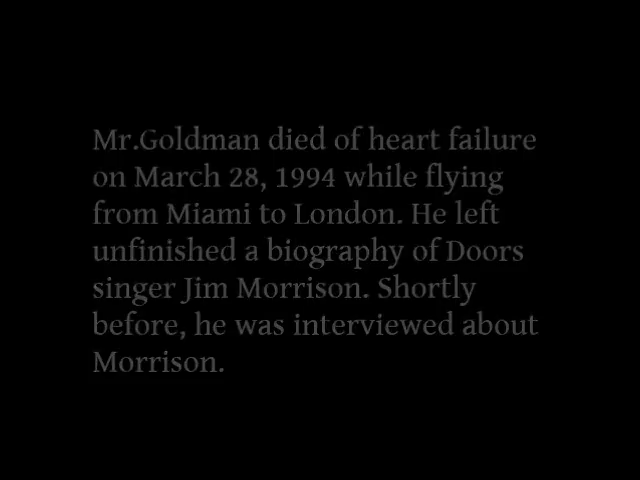 Mr.Goldman died of heart failure
on March 28, 1994 while flying
from Miami to London. He left
unfinished a biography of Doors
singer Jim Morrison. Shortly
before, he was interviewed about
Morrison.